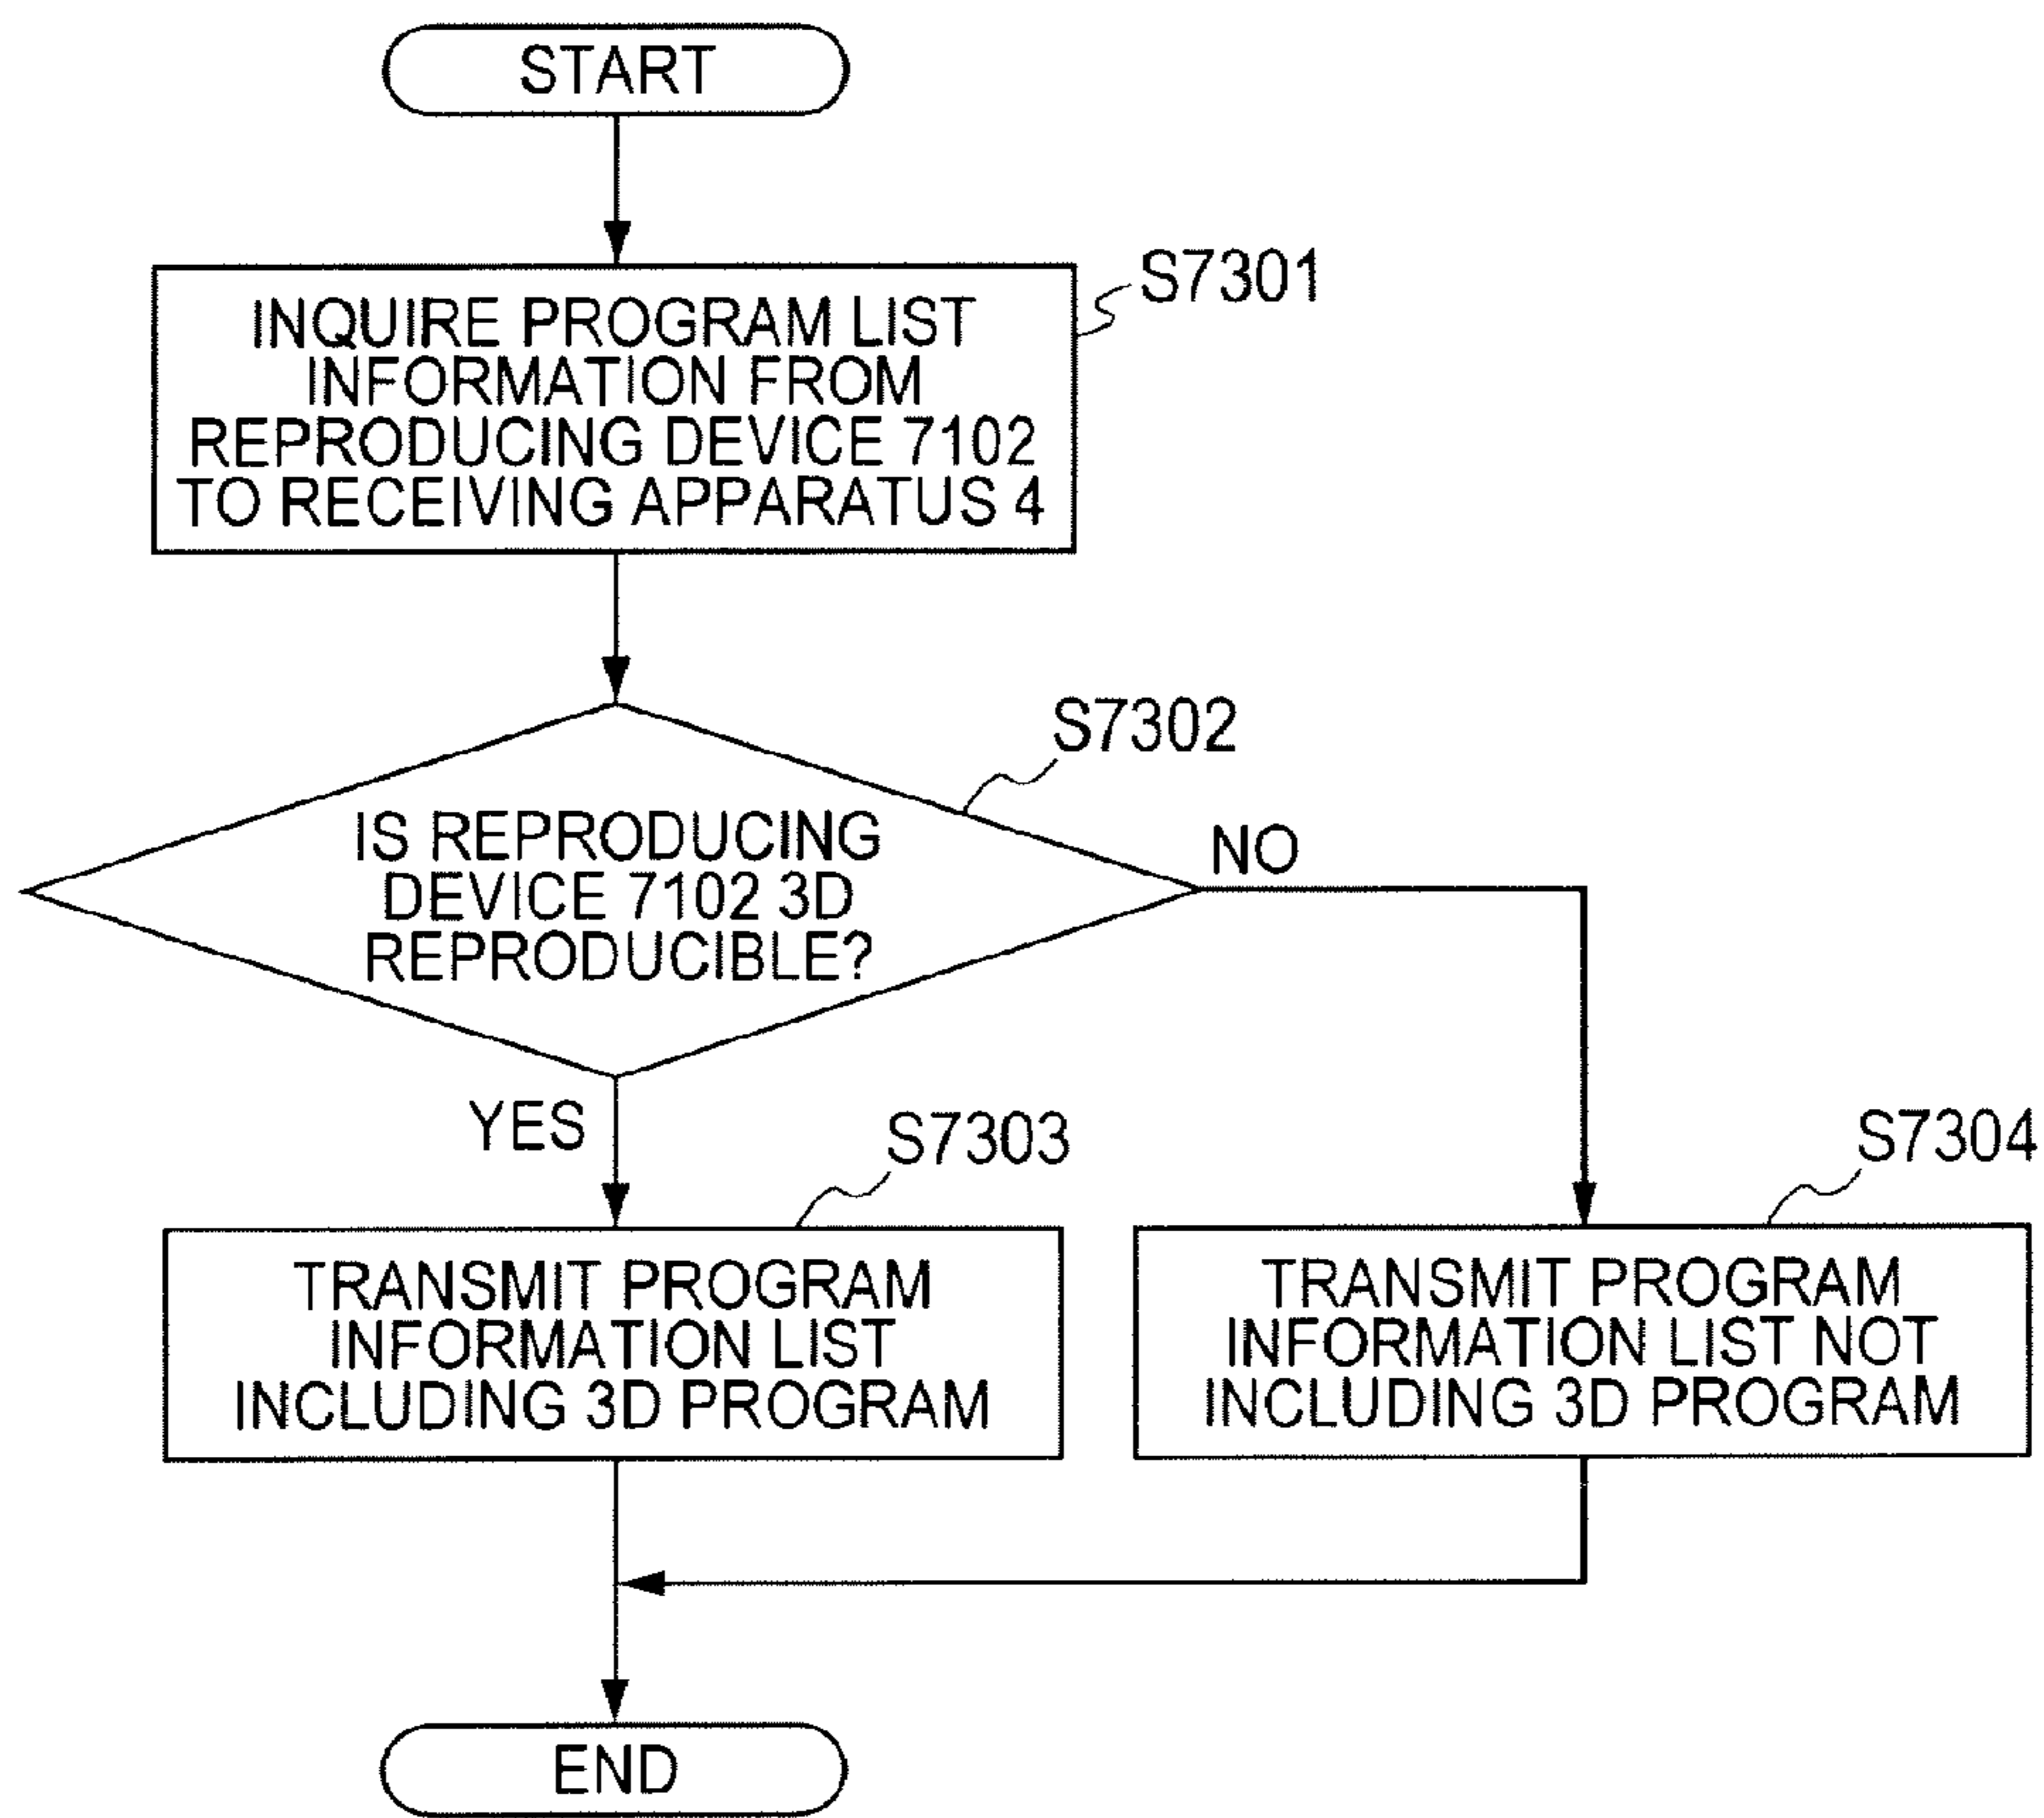 START
S7301
INQUIRE PROGRAM LIST
INFORMATION FROM
REPRODUCING DEVICE 7102
TO RECEIVING APPARATUS 4
S7302
IS REPRODUCING
DEVICE 7102 3D
REPRODUCIBLE?
NO
YES
S7303
TRANSMIT PROGRAM
INFORMATION LIST
INCLUDING 3D PROGRAM
S7304
TRANSMIT PROGRAM
INFORMATION LIST NOT
INCLUDING 3D PROGRAM
END